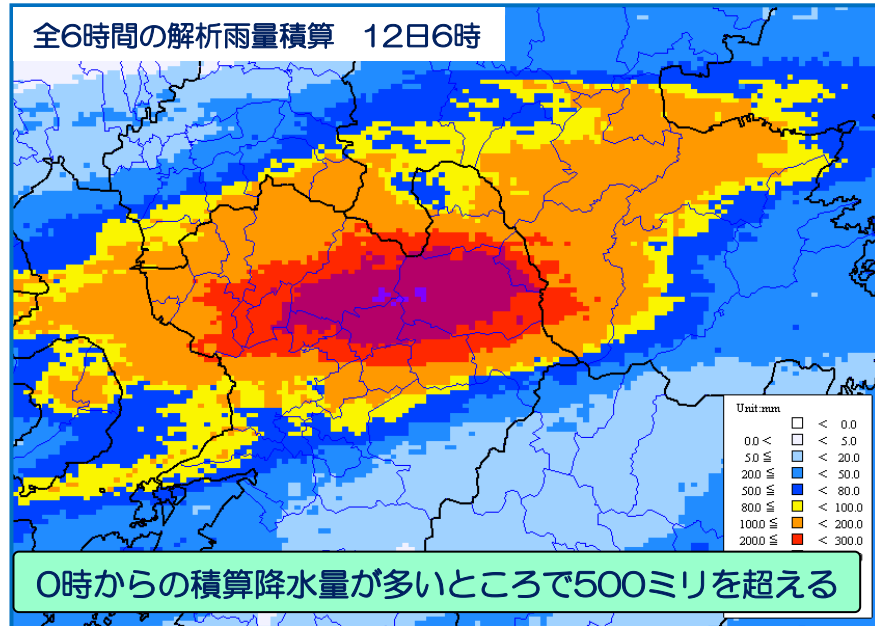 全6時間の解析雨量積算 12日6時
Unit:mm
< 0.0
0.0 < < 5.0
5.0 ≦ < 20.0
20.0 ≦ < 50.0
50.0 ≦ < 80.0
80.0 ≦ < 100.0
100.0 ≦ < 200.0
200.0 ≦ < 300.0
0時からの積算降水量が多いところで500ミリを超える